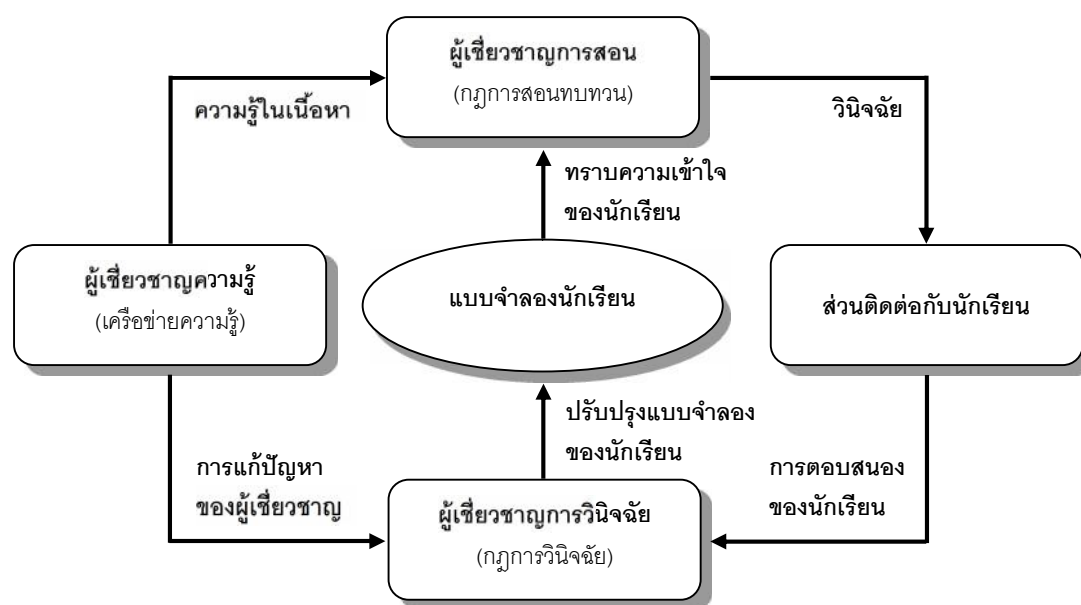 ผู้เชี่ยวชาญการสอน
(กฎการสอนทบทวน)
ความรู้ในเนื้อหา
วินิจฉัย
ทราบความเข้าใจ
ของนักเรียน
ผู้เชี่ยวชาญความรู้
(เครือข่ายความรู้)
แบบจำลองนักเรียน
ส่วนติดต่อกับนักเรียน
ปรับปรุงแบบจำลอง
ของนักเรียน
การแก้ปัญหา
ของผู้เชี่ยวชาญ
การตอบสนอง
ของนักเรียน
ผู้เชี่ยวชาญการวินิจฉัย
(กฎการวินิจฉัย)